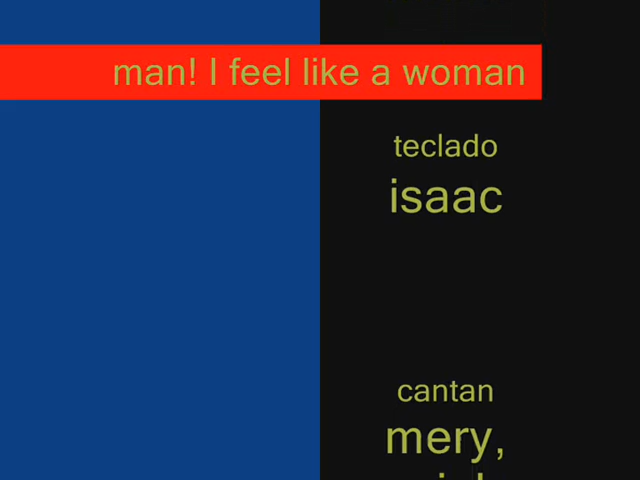 man! I feel like a woman
teclado
isaac
cantan
mery,